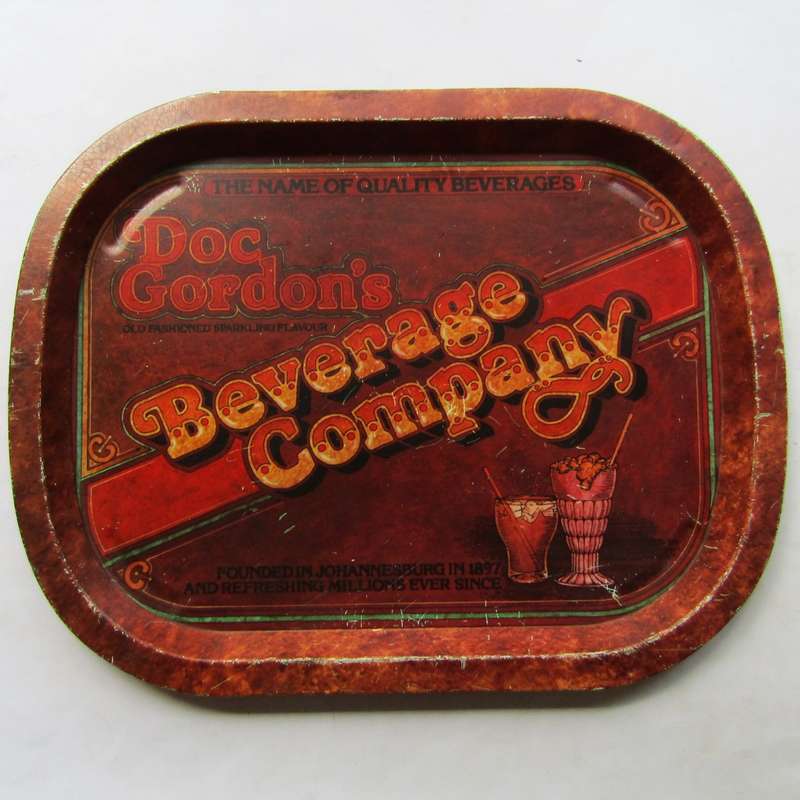 THE NAME OF QUALITY BEVERAGES
Doc
Gordon's
OLD FASHIONED SPARKLING FLAVOUR
Beverage
Company
FOUNDED IN JOHANNESBURG IN 1897
AND REFRESHING MILLIONS EVER SINCE